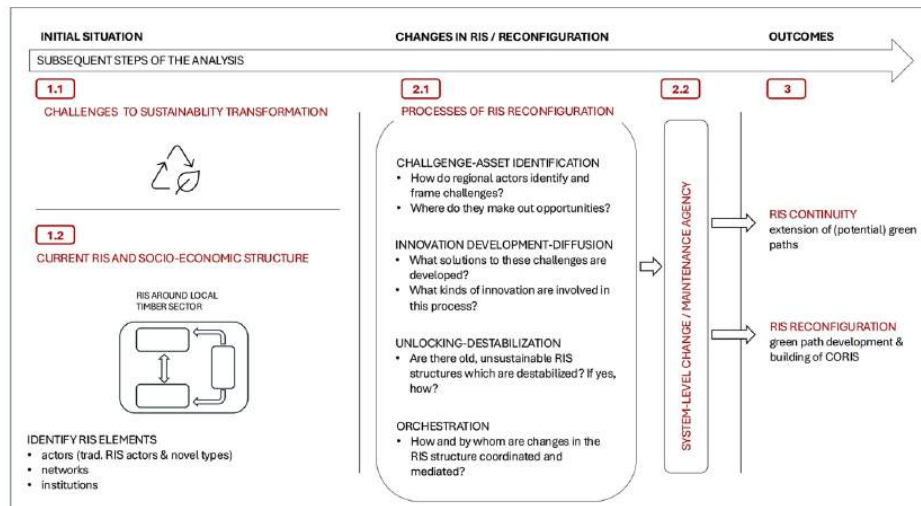 INITIAL SITUATION
CHANGES IN RIS / RECONFIGURATION
OUTCOMES
SUBSEQUENT STEPS OF THE ANALYSIS
1.1
CHALLENGES TO SUSTAINABLITY TRANSFORMATION
1.2
CURRENT RIS AND SOCIO-ECONOMIC STRUCTURE
RIS AROUND LOCAL
TIMBER SECTOR
IDENTIFY RIS ELEMENTS
• actors (trad. RIS actors & novel types)
• networks
• institutions
2.1
PROCESSES OF RIS RECONFIGURATION
CHALLGENGE-ASSET IDENTIFICATION
• How do regional actors identify and
frame challenges?
• Where do they make out opportunities?
INNOVATION DEVELOPMENT-DIFFUSION
• What solutions to these challenges are
developed?
• What kinds of innovation are involved in
this process?
UNLOCKING-DESTABILIZATION
• Are there old, unsustainable RIS
structures which are destabilized? If yes,
how?
ORCHESTRATION
• How and by whom are changes in the
RIS structure coordinated and
mediated?
2.2
SYSTEM-LEVEL CHANGE / MAINTENANCE AGENCY
3
RIS CONTINUITY
extension of (potential) green
paths
RIS RECONFIGURATION
green path development &
building of CORIS